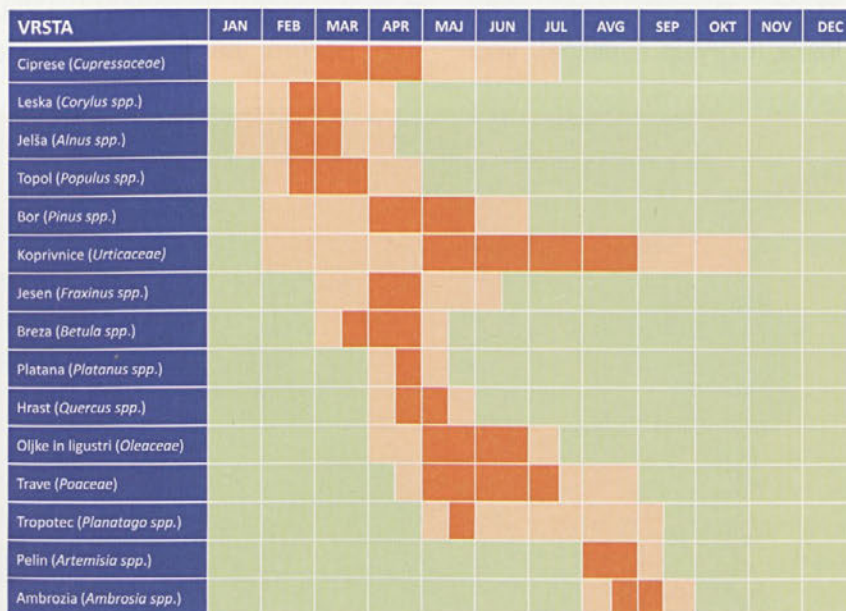 VRSTA JAN FEB MAR APR MAJ JUN JUL AVG SEP OKT NOV DEC
Ciprese (Cupressaceae)
Leska (Corylus spp.)
Jelša (Alnus spp.)
Topol (Populus spp.)
Bor (Pinus spp.)
Koprivnice (Urticaceae)
Jesen (Fraxinus spp.)
Breza (Betula spp.)
Platana (Platanus spp.)
Hrast (Quercus spp.)
Oljke in ligustri (Oleaceae)
Trave (Poaceae)
Tropotec (Planatago spp.)
Pelin (Artemisia spp.)
Ambrozia (Ambrosia spp.)